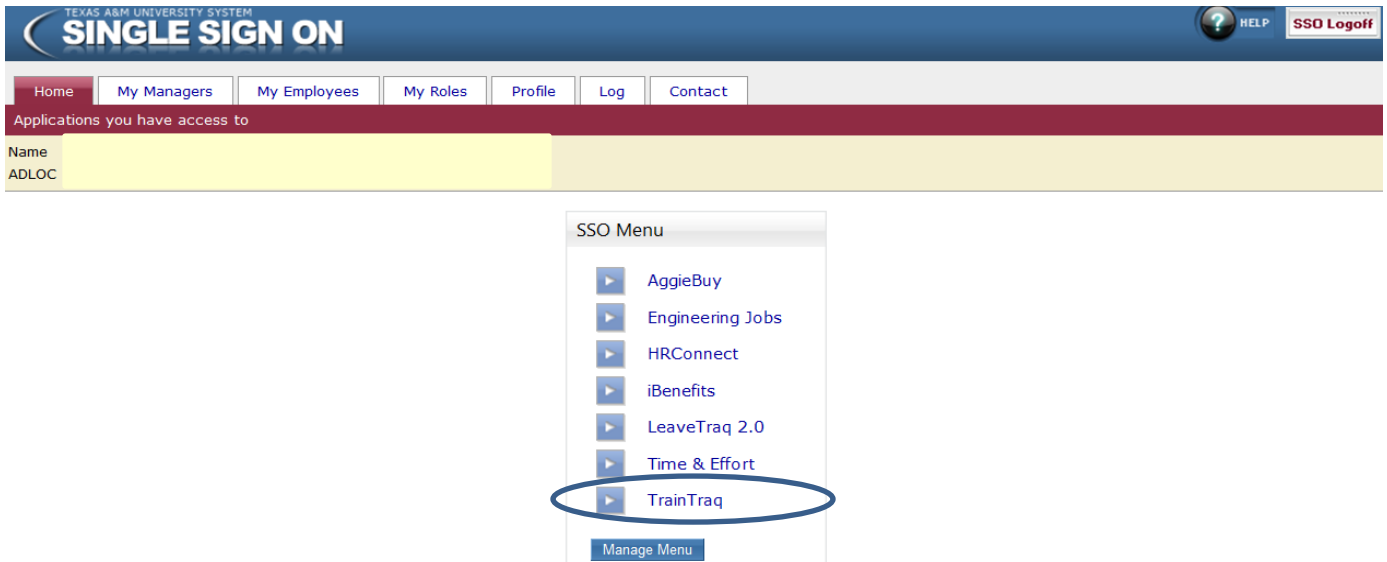 TEXAS A&M UNIVERSITY SYSTEM
SINGLE SIGN ON
? HELP SSO Logoff
Home My Managers My Employees My Roles Profile Log Contact
Applications you have access to
Name
ADLOC
SSO Menu
AggieBuy
Engineering Jobs
HRConnect
iBenefits
LeaveTraq 2.0
Time & Effort
TrainTraq
Manage Menu